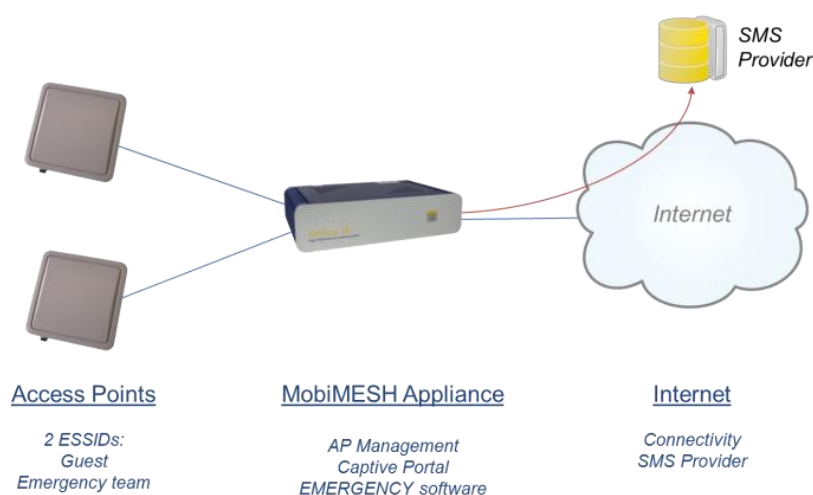 SMS
Provider
Internet
Access Points
MobiMESH Appliance
Internet
2 ESSIDs:
Guest
Emergency team
AP Management
Captive Portal
EMERGENCY software
Connectivity
SMS Provider